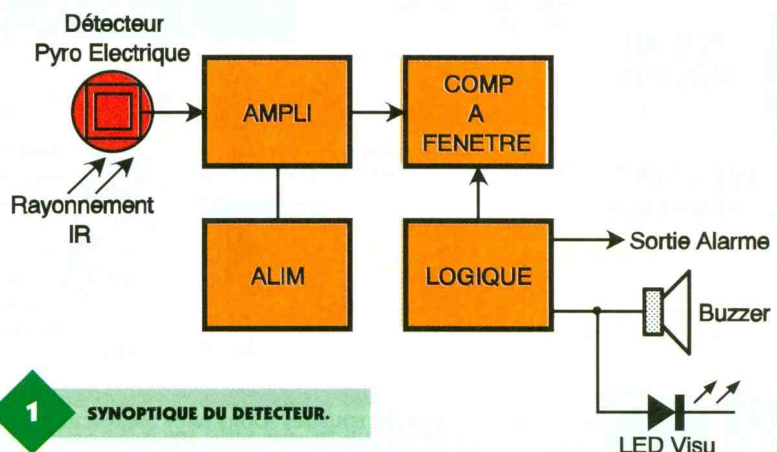 Détecteur
Pyro Electrique
AMPLI
COMP
A
FENETRE
Rayonnement
IR
ALIM
LOGIQUE
Sortie Alarme
Buzzer
LED Visu
1 SYNOPTIQUE DU DETECTEUR.